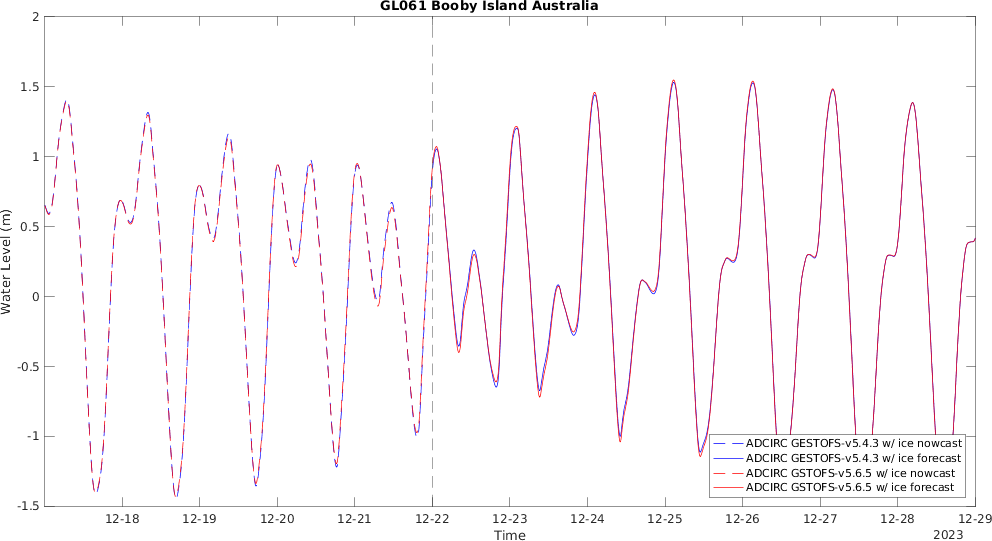 GL061 Booby Island Australia
2
1.5
1
0.5
0
-0.5
-1
-1.5
Water Level (m)
ADCIRC GESTOFS-v5.4.3 w/ ice nowcast
ADCIRC GESTOFS-v5.4.3 w/ ice forecast
ADCIRC GSTOFS-v5.6.5 w/ ice nowcast
ADCIRC GSTOFS-v5.6.5 w/ ice forecast
12-18 12-19 12-20 12-21 12-22 12-23 12-24 12-25 12-26 12-27 12-28 12-29
Time
2023